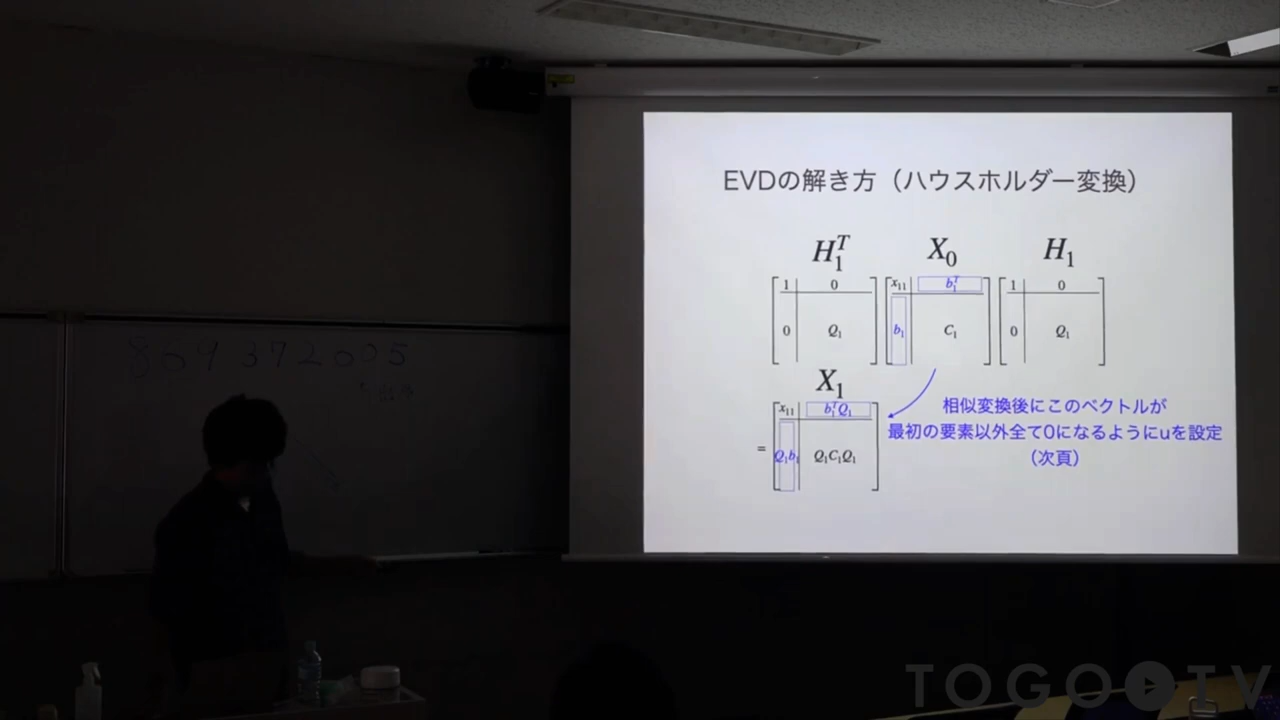 EVDの解き方（ハウスホルダー変換）
H₁ᵀ X₀ H₁
1 0 x₁₁ b₁ᵀ 1 0
0 Q₁ b₁ C₁ 0 Q₁
X₁
x₁₁ b₁ᵀQ₁
= Q₁b₁ Q₁C₁Q₁
相似変換後にこのベクトルが
最初の要素以外全て0になるようにuを設定
（次頁）
64 372005
TOGO TV